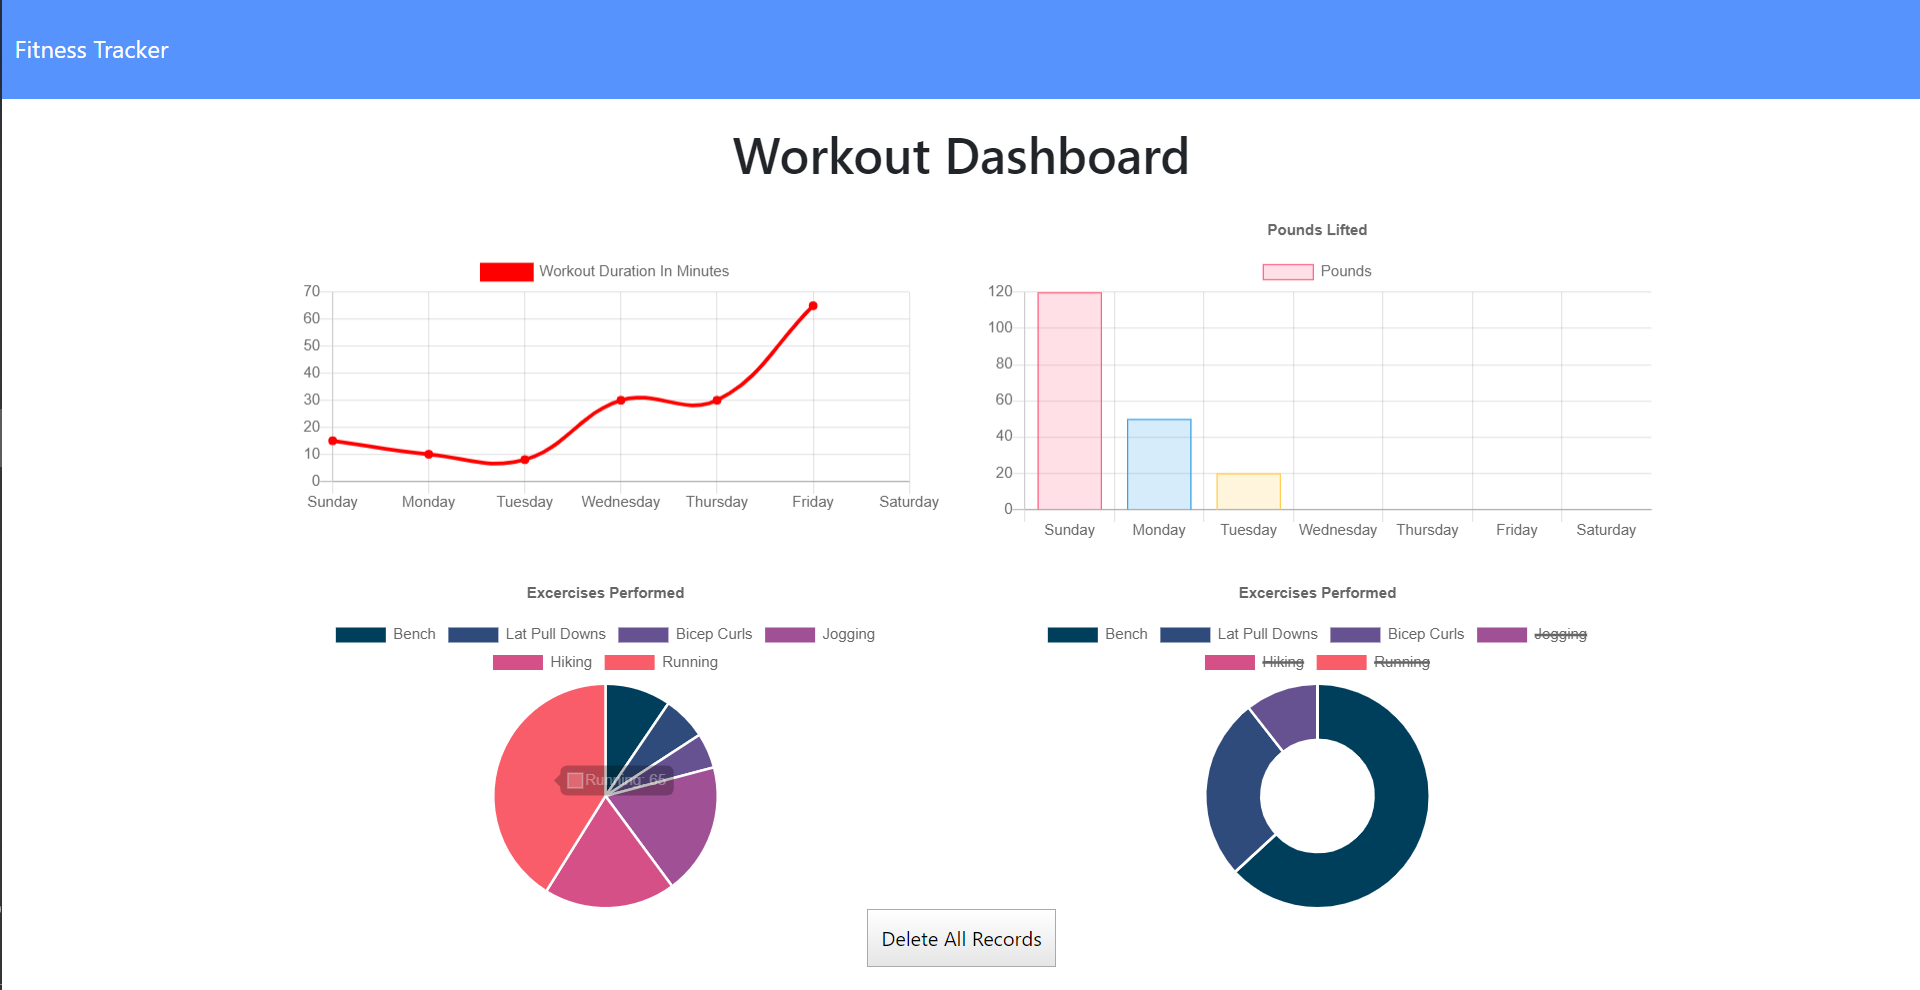 Fitness Tracker
Workout Dashboard
Workout Duration In Minutes
70
60
50
40
30
20
10
0
Sunday Monday Tuesday Wednesday Thursday Friday Saturday
Pounds Lifted
Pounds
120
100
80
60
40
20
0
Sunday Monday Tuesday Wednesday Thursday Friday Saturday
Excercises Performed
Bench Lat Pull Downs Bicep Curls Jogging
Hiking Running
Running: 65
Excercises Performed
Bench Lat Pull Downs Bicep Curls Jogging
Hiking Running
Delete All Records